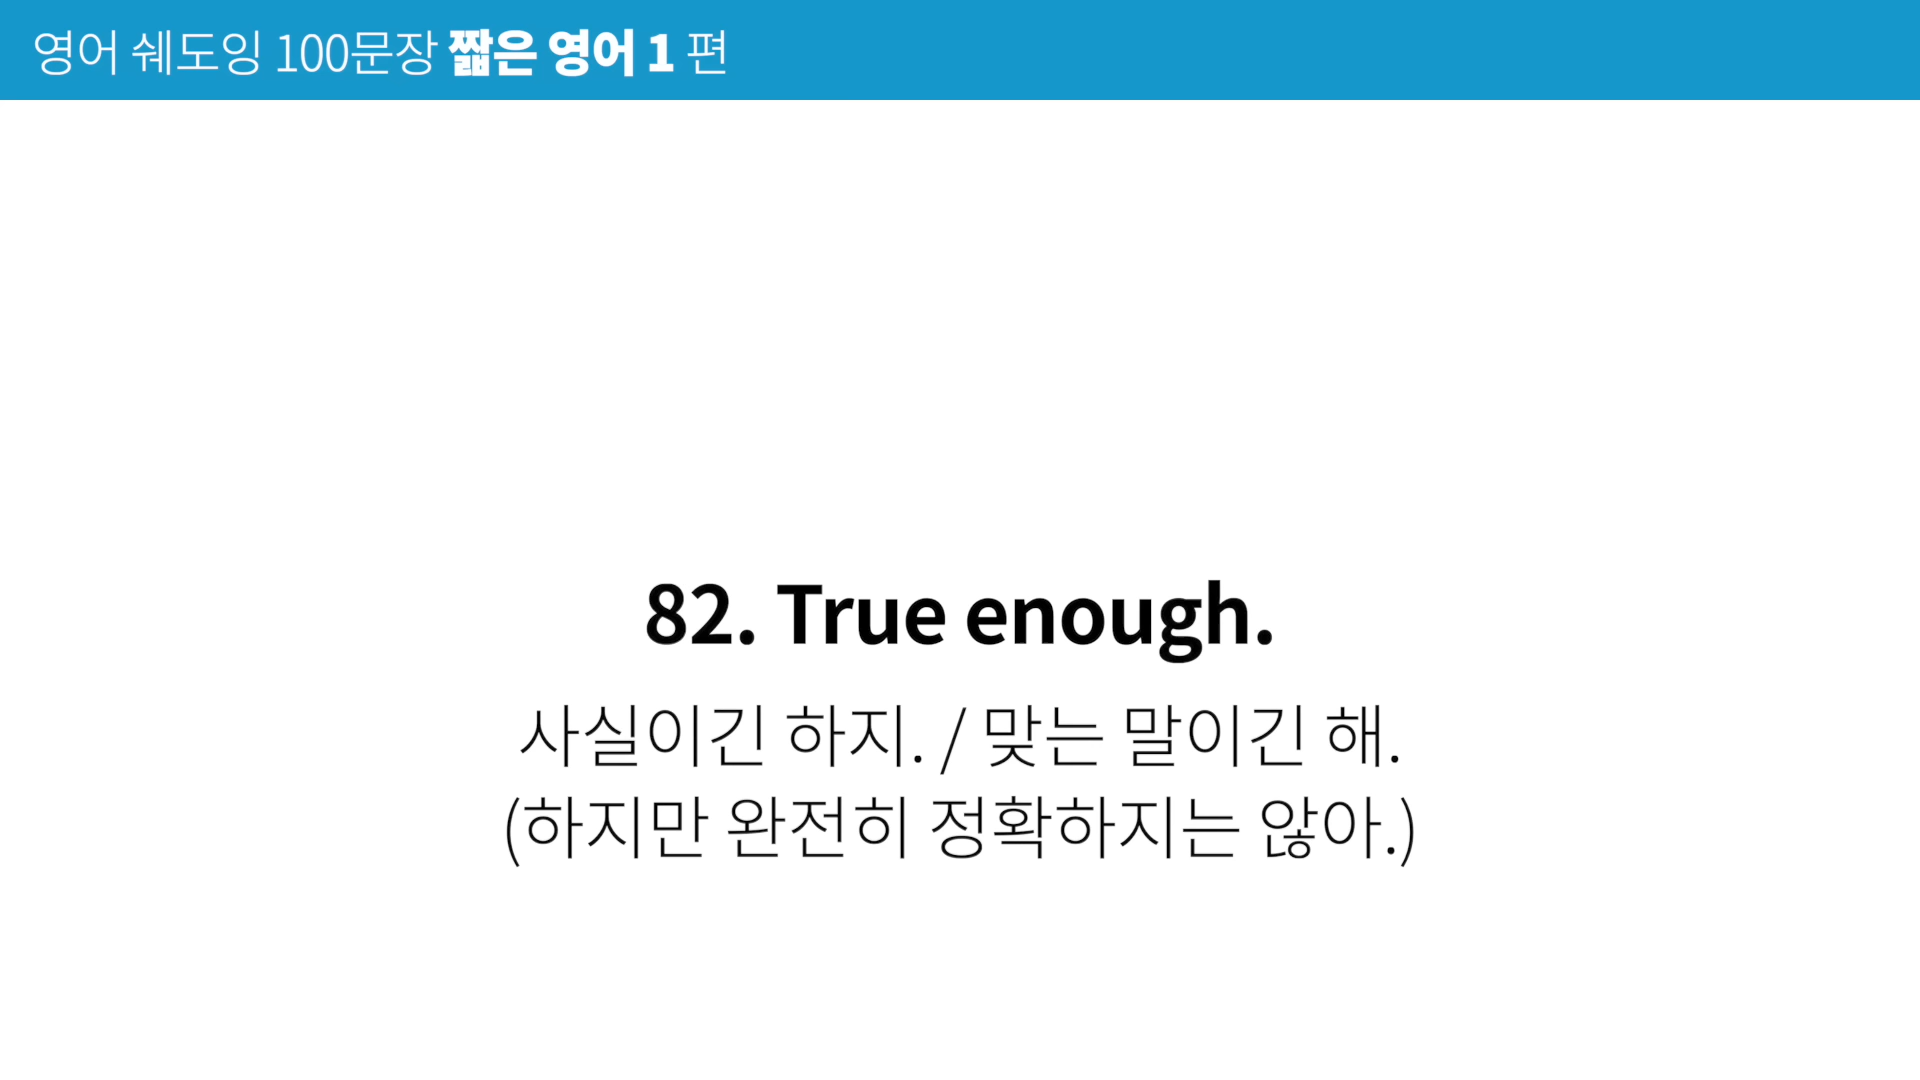 영어 쉐도잉 100문장 짧은 영어 1 편
82. True enough.
사실이긴 하지. / 맞는 말이긴 해.
(하지만 완전히 정확하지는 않아.)